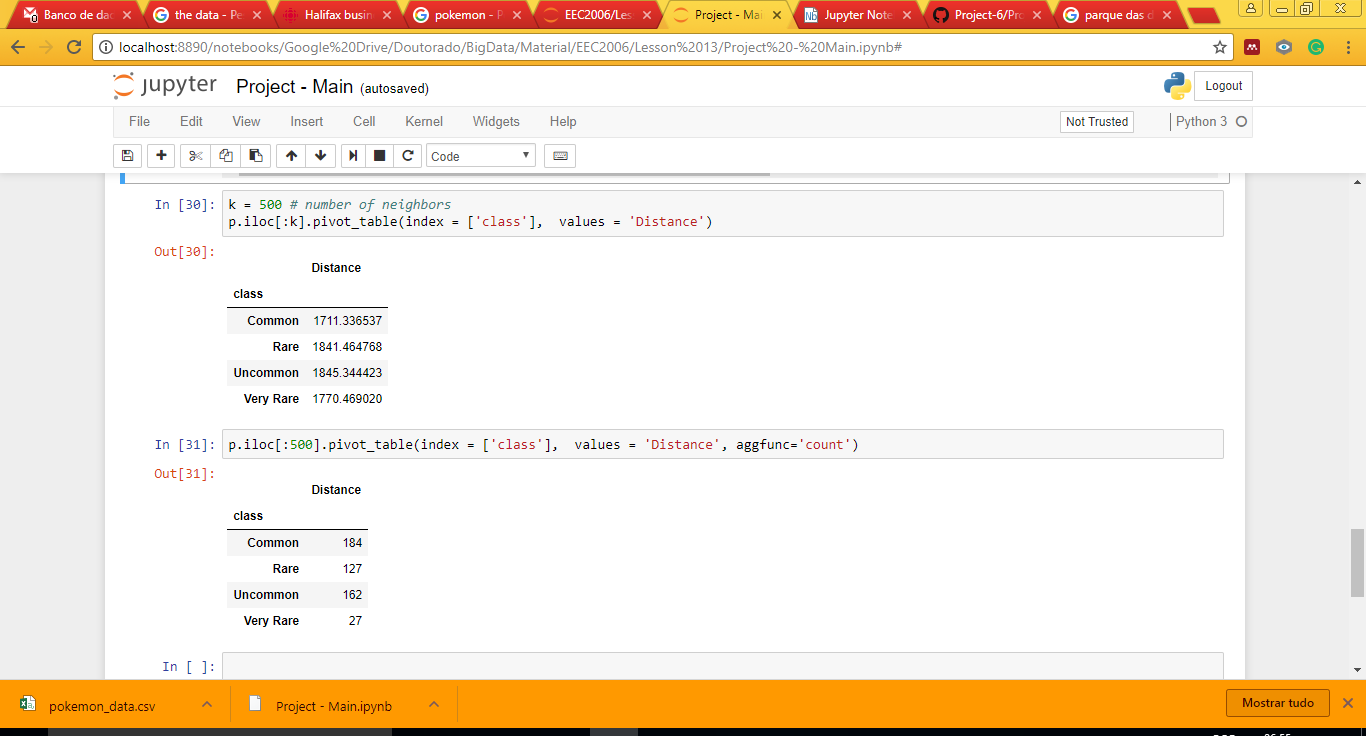 Banco de dac
the data - Pe
Halifax busin
pokemon - P
EEC2006/Les
Project - Mai
Jupyter Note
Project-6/Pro
parque das d
localhost:8890/notebooks/Google%20Drive/Doutorado/BigData/Material/EEC2006/Lesson%2013/Project%20-%20Main.ipynb#
jupyter Project - Main (autosaved) Logout
File Edit View Insert Cell Kernel Widgets Help Not Trusted Python 3
Code
In [30]: k = 500 # number of neighbors
p.iloc[:k].pivot_table(index = ['class'],  values = 'Distance')
Out[30]:
Distance
class
Common 1711.336537
Rare 1841.464768
Uncommon 1845.344423
Very Rare 1770.469020
In [31]: p.iloc[:500].pivot_table(index = ['class'],  values = 'Distance', aggfunc='count')
Out[31]:
Distance
class
Common 184
Rare 127
Uncommon 162
Very Rare 27
In [ ]:
pokemon_data.csv Project - Main.ipynb Mostrar tudo